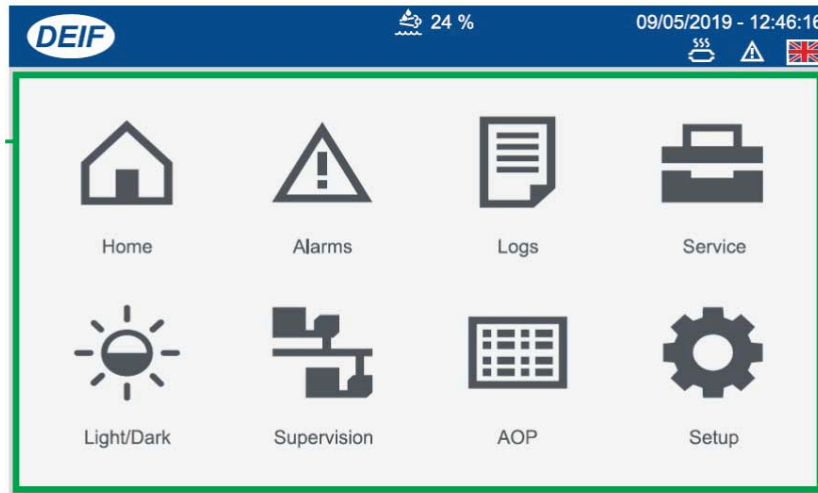 DEIF
24 %
09/05/2019 - 12:46:16
Home
Alarms
Logs
Service
Light/Dark
Supervision
AOP
Setup